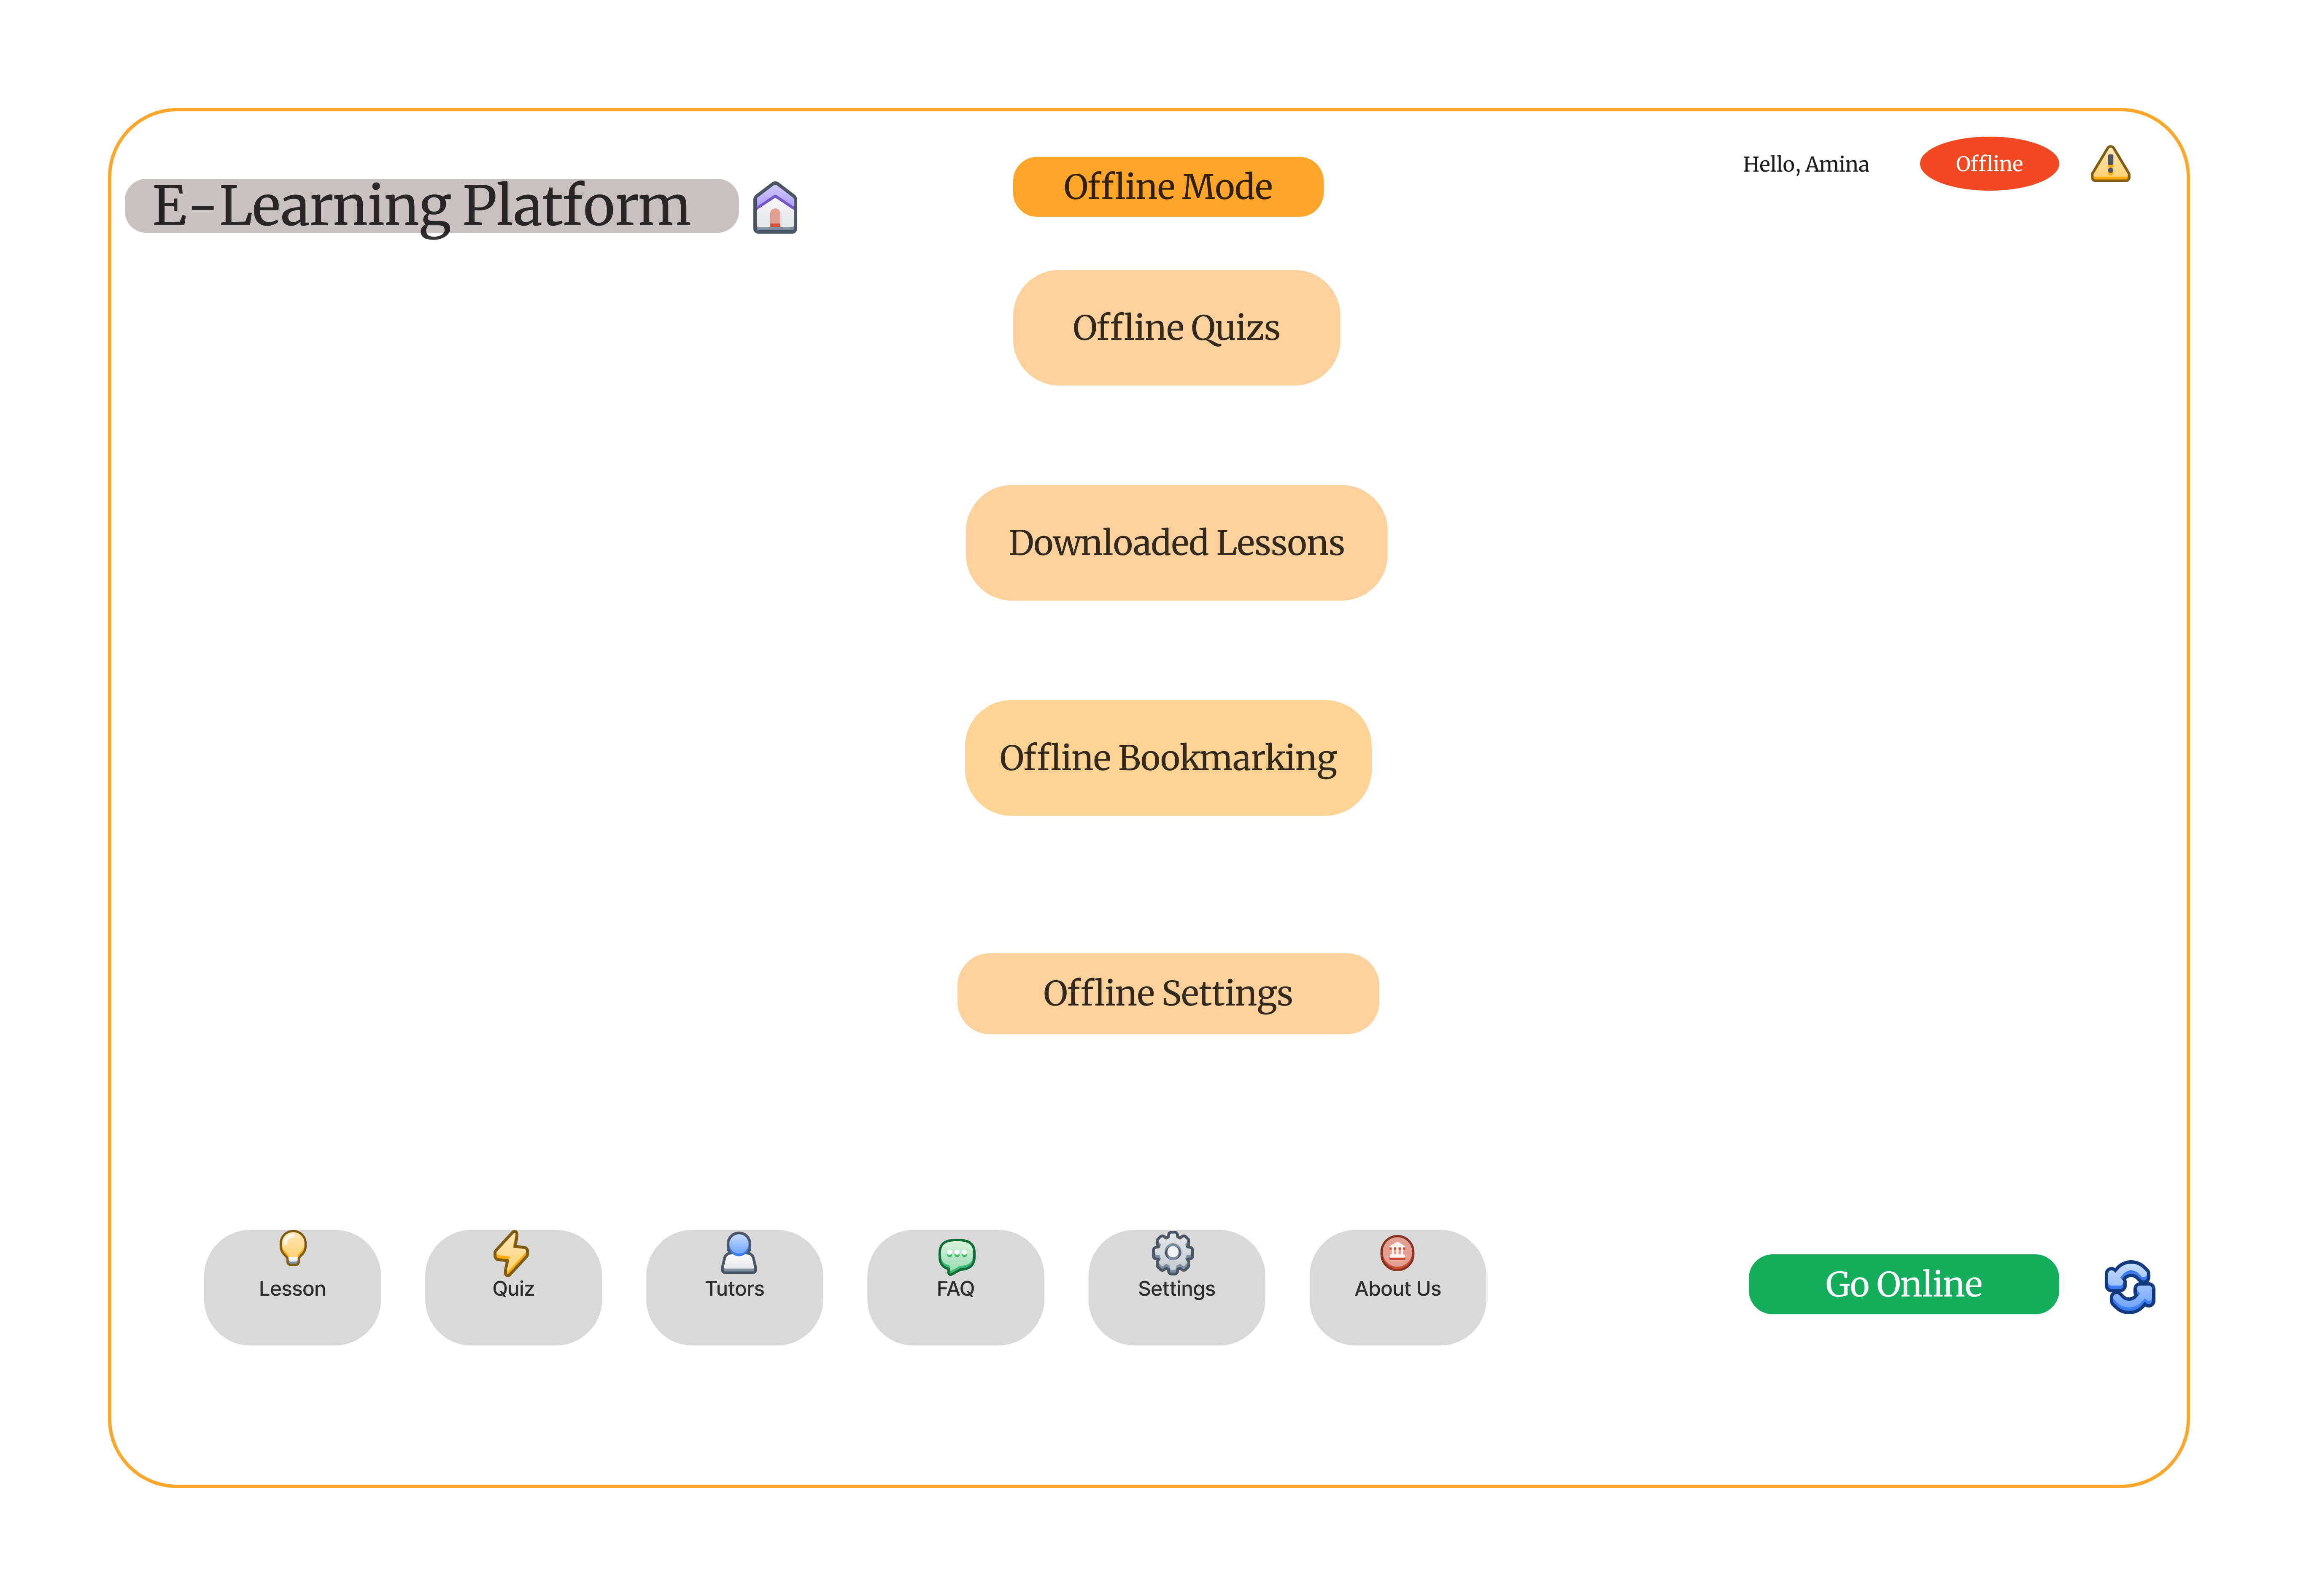 E-Learning Platform
Offline Mode
Hello, Amina
Offline
Offline Quizs
Downloaded Lessons
Offline Bookmarking
Offline Settings
Lesson
Quiz
Tutors
FAQ
Settings
About Us
Go Online